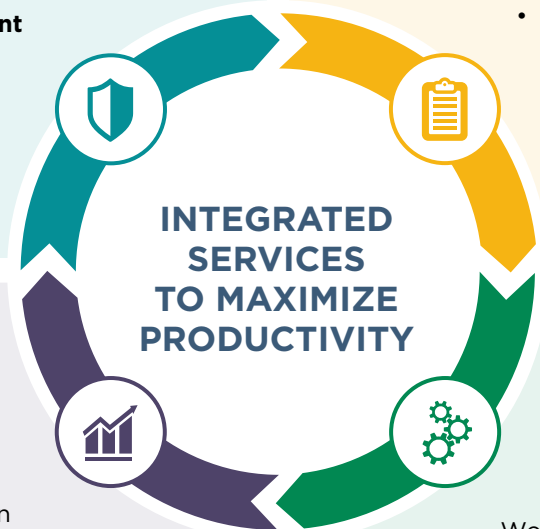 nt
INTEGRATED
SERVICES
TO MAXIMIZE
PRODUCTIVITY
n
We